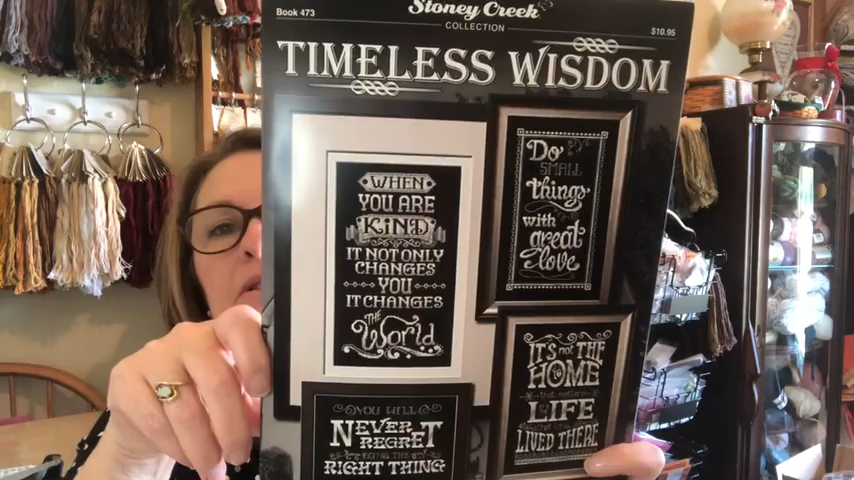 Book 473
Stoney Creek
COLLECTION
$10.95
TIMELESS WISDOM
WHEN
YOU ARE
KIND
IT NOT ONLY
CHANGES
YOU
IT CHANGES
THE
World
Do
SMALL
things
with
great
love
IT'S not THE
HOME
LIFE
LIVED THERE
YOU WILL
NEVER
REGRET
RIGHT THING